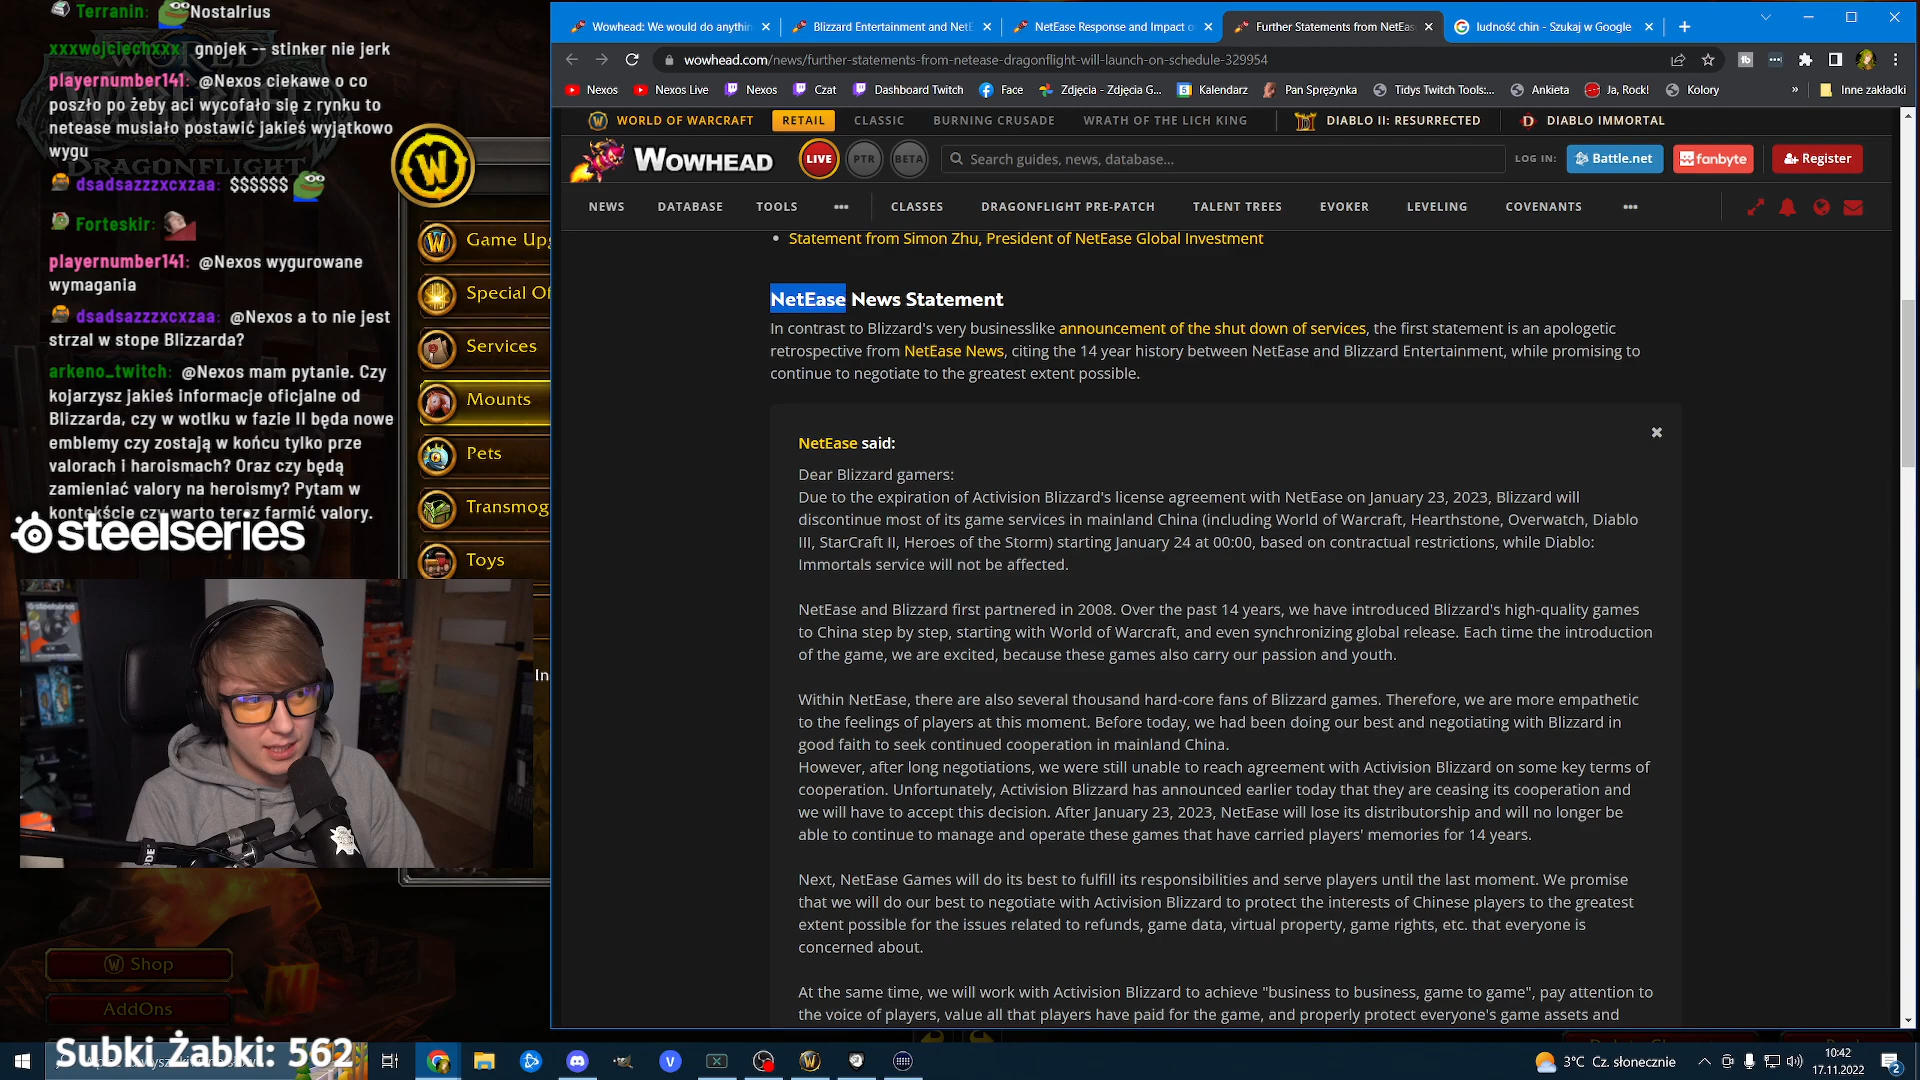 Terranin: Nostalrius
xxxwojciechxxx gnojek -- stinker nie jerk
playernumber141: @Nexos ciekawe o co
poszło po żeby aci wycofało się z rynku to
netease musiało postawić jakieś wyjątkowo
wygu
dsadsazzzxcxzaa: $$$$$$
Forteskir:
playernumber141: @Nexos wygurowane
wymagania
dsadsazzzxcxzaa: @Nexos a to nie jest
strzal w stope Blizzarda?
arkeno_twitch: @Nexos mam pytanie. Czy
kojarzysz jakieś informacje oficjalne od
Blizzarda, czy w wotlku w fazie II będa nowe
emblemy czy zostają w końcu tylko prze
valorach i haroismach? Oraz czy będą
zamieniać valory na heroismy? Pytam w
kontekście czy warto teraz farmić valory.
steelseries
DRAGONFLIGHT
Game Upg
Special Of
Services
Mounts
Pets
Transmog
Toys
In
Shop
AddOns
Subki Żabki: 562
Wowhead: We would do anythin
Blizzard Entertainment and NetE
NetEase Response and Impact o
Further Statements from NetEas
ludność chin - Szukaj w Google
wowhead.com/news/further-statements-from-netease-dragonflight-will-launch-on-schedule-329954
Nexos
Nexos Live
Nexos
Czat
Dashboard Twitch
Face
Zdjęcia - Zdjęcia G...
Kalendarz
Pan Sprężynka
Tidys Twitch Tools:...
Ankieta
Ja, Rock!
Kolory
»
Inne zakładki
WORLD OF WARCRAFT
RETAIL
CLASSIC
BURNING CRUSADE
WRATH OF THE LICH KING
DIABLO II: RESURRECTED
DIABLO IMMORTAL
WOWHEAD
LIVE
PTR
BETA
Search guides, news, database...
LOG IN:
Battle.net
fanbyte
Register
NEWS
DATABASE
TOOLS
CLASSES
DRAGONFLIGHT PRE-PATCH
TALENT TREES
EVOKER
LEVELING
COVENANTS
• Statement from Simon Zhu, President of NetEase Global Investment
NetEase News Statement
In contrast to Blizzard's very businesslike announcement of the shut down of services, the first statement is an apologetic
retrospective from NetEase News, citing the 14 year history between NetEase and Blizzard Entertainment, while promising to
continue to negotiate to the greatest extent possible.
NetEase said:
Dear Blizzard gamers:
Due to the expiration of Activision Blizzard's license agreement with NetEase on January 23, 2023, Blizzard will
discontinue most of its game services in mainland China (including World of Warcraft, Hearthstone, Overwatch, Diablo
III, StarCraft II, Heroes of the Storm) starting January 24 at 00:00, based on contractual restrictions, while Diablo:
Immortals service will not be affected.
NetEase and Blizzard first partnered in 2008. Over the past 14 years, we have introduced Blizzard's high-quality games
to China step by step, starting with World of Warcraft, and even synchronizing global release. Each time the introduction
of the game, we are excited, because these games also carry our passion and youth.
Within NetEase, there are also several thousand hard-core fans of Blizzard games. Therefore, we are more empathetic
to the feelings of players at this moment. Before today, we had been doing our best and negotiating with Blizzard in
good faith to seek continued cooperation in mainland China.
However, after long negotiations, we were still unable to reach agreement with Activision Blizzard on some key terms of
cooperation. Unfortunately, Activision Blizzard has announced earlier today that they are ceasing its cooperation and
we will have to accept this decision. After January 23, 2023, NetEase will lose its distributorship and will no longer be
able to continue to manage and operate these games that have carried players' memories for 14 years.
Next, NetEase Games will do its best to fulfill its responsibilities and serve players until the last moment. We promise
that we will do our best to negotiate with Activision Blizzard to protect the interests of Chinese players to the greatest
extent possible for the issues related to refunds, game data, virtual property, game rights, etc. that everyone is
concerned about.
At the same time, we will work with Activision Blizzard to achieve "business to business, game to game", pay attention to
the voice of players, value all that players have paid for the game, and properly protect everyone's game assets and
3°C Cz. słonecznie
10:42
17.11.2022
2